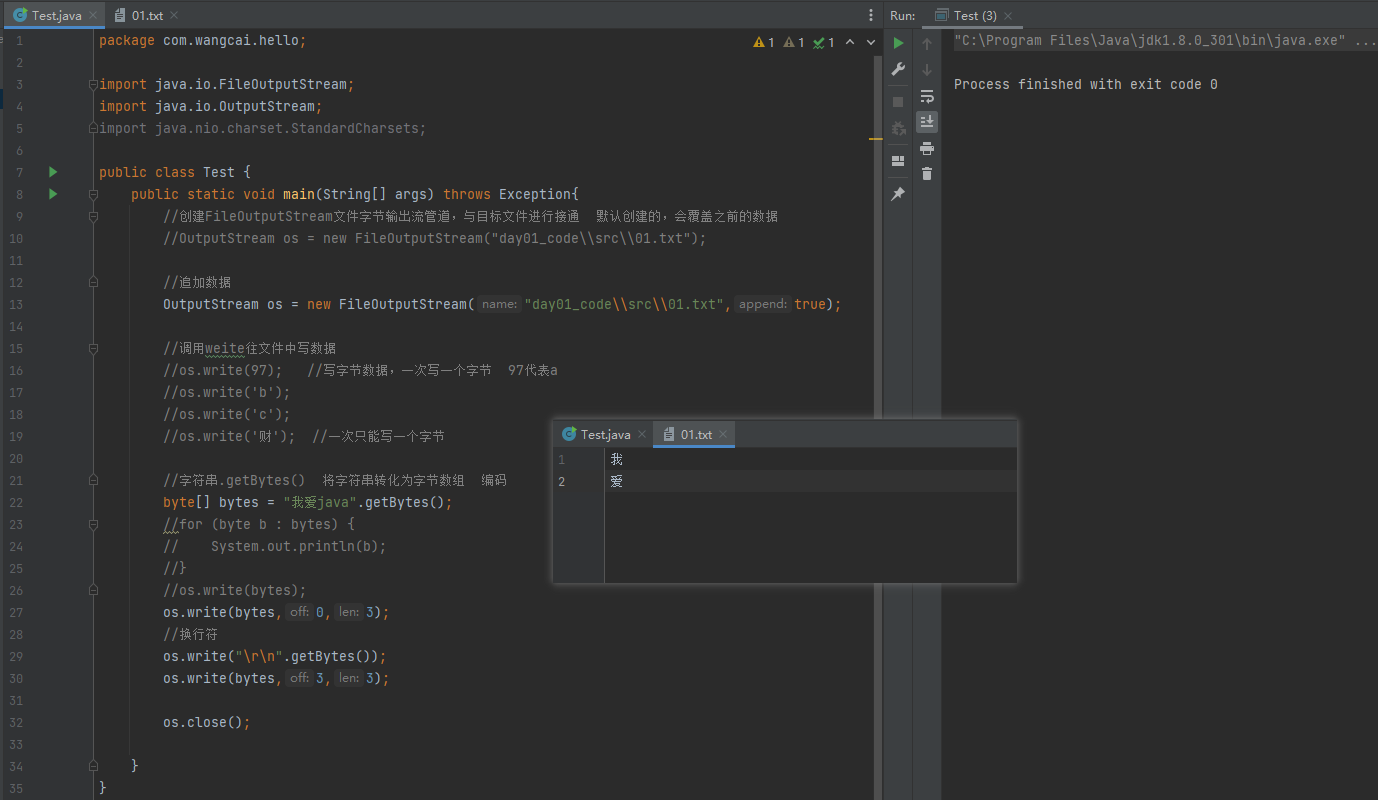 Test.java
01.txt
Run:
Test (3)
1 package com.wangcai.hello;
1 1 1
2
3 import java.io.FileOutputStream;
4 import java.io.OutputStream;
5 import java.nio.charset.StandardCharsets;
6
7 public class Test {
8 public static void main(String[] args) throws Exception{
9 //创建FileOutputStream文件字节输出流管道，与目标文件进行接通  默认创建的，会覆盖之前的数据
10 //OutputStream os = new FileOutputStream("day01_code\\src\\01.txt");
11
12 //追加数据
13 OutputStream os = new FileOutputStream( name: "day01_code\\src\\01.txt", append: true);
14
15 //调用weite往文件中写数据
16 //os.write(97);   //写字节数据，一次写一个字节  97代表a
17 //os.write('b');
18 //os.write('c');
19 //os.write('财');  //一次只能写一个字节
20
21 //字符串.getBytes()  将字符串转化为字节数组  编码
22 byte[] bytes = "我爱java".getBytes();
23 //for (byte b : bytes) {
24 //    System.out.println(b);
25 //}
26 //os.write(bytes);
27 os.write(bytes, off: 0, len: 3);
28 //换行符
29 os.write("\r\n".getBytes());
30 os.write(bytes, off: 3, len: 3);
31
32 os.close();
33
34 }
35 }
Test.java
01.txt
1 我
2 爱
"C:\Program Files\Java\jdk1.8.0_301\bin\java.exe" ...
Process finished with exit code 0